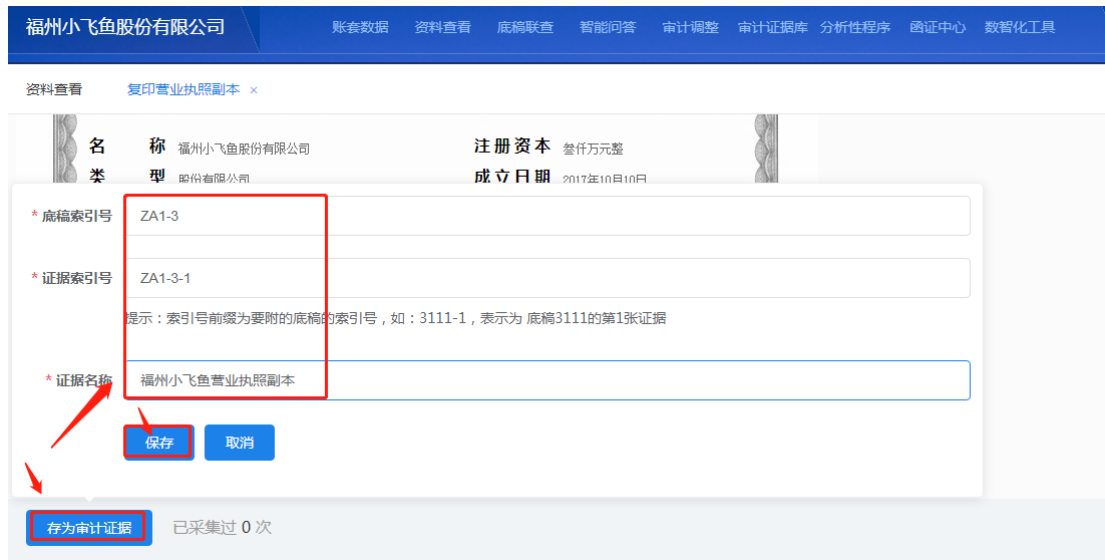 福州小飞鱼股份有限公司 账套数据 资料查看 底稿联查 智能问答 审计调整 审计证据库 分析性程序 函证中心 数智化工具
资料查看 复印营业执照副本 ×
名 称 福州小飞鱼股份有限公司 注册资本 叁仟万元整
类 型 股份有限公司 成立日期 2017年10月10日
* 底稿索引号 ZA1-3
* 证据索引号 ZA1-3-1
提示：索引号前缀为要附的底稿的索引号，如：3111-1，表示为 底稿3111的第1张证据
* 证据名称 福州小飞鱼营业执照副本
保存 取消
存为审计证据 已采集过 0 次